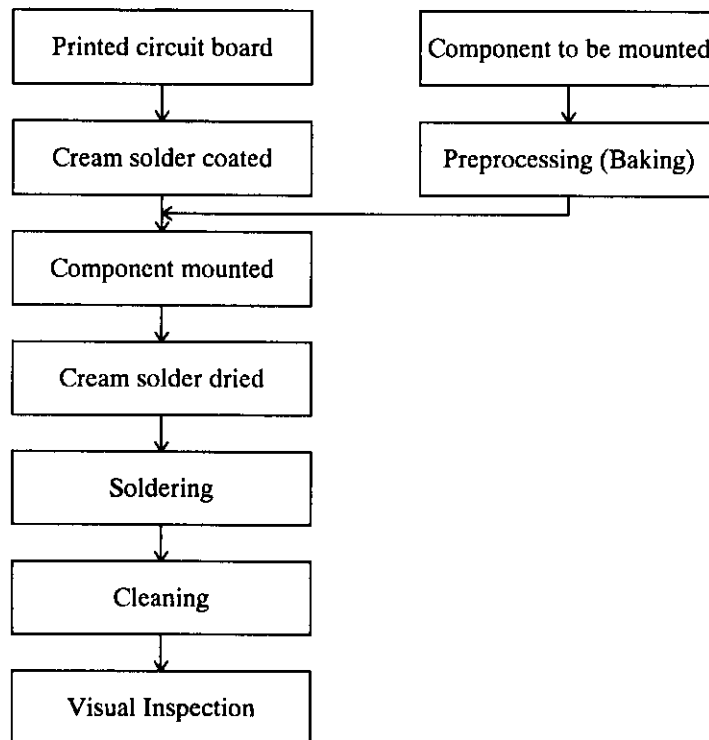 Printed circuit board
Component to be mounted
Cream solder coated
Preprocessing (Baking)
Component mounted
Cream solder dried
Soldering
Cleaning
Visual Inspection